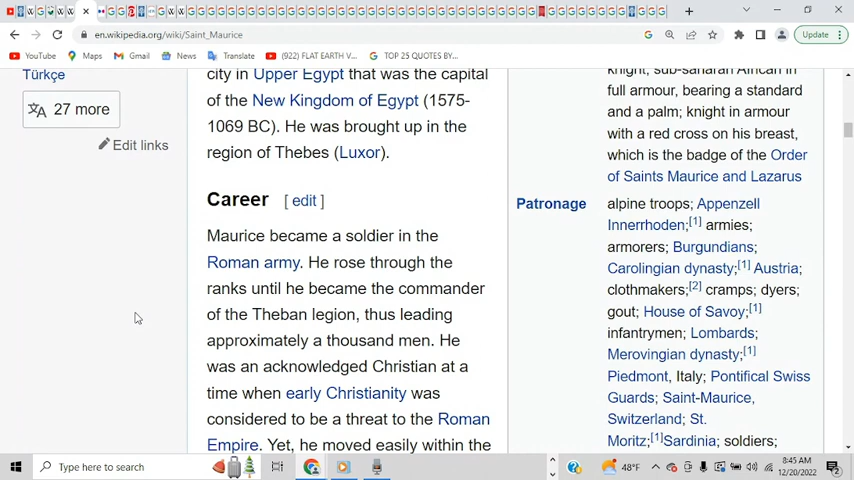 en.wikipedia.org/wiki/Saint_Maurice
Update
YouTube
Maps
Gmail
News
Translate
(922) FLAT EARTH V...
TOP 25 QUOTES BY...
Türkçe
27 more
Edit links
city in Upper Egypt that was the capital
of the New Kingdom of Egypt (1575-
1069 BC). He was brought up in the
region of Thebes (Luxor).
Career [ edit ]
Maurice became a soldier in the
Roman army. He rose through the
ranks until he became the commander
of the Theban legion, thus leading
approximately a thousand men. He
was an acknowledged Christian at a
time when early Christianity was
considered to be a threat to the Roman
Empire. Yet, he moved easily within the
knight, sub-saharan African in
full armour, bearing a standard
and a palm; knight in armour
with a red cross on his breast,
which is the badge of the Order
of Saints Maurice and Lazarus
Patronage
alpine troops; Appenzell
Innerrhoden;[1] armies;
armorers; Burgundians;
Carolingian dynasty;[1] Austria;
clothmakers;[2] cramps; dyers;
gout; House of Savoy;[1]
infantrymen; Lombards;
Merovingian dynasty;[1]
Piedmont, Italy; Pontifical Swiss
Guards; Saint-Maurice,
Switzerland; St.
Moritz;[1]Sardinia; soldiers;
Type here to search
48°F
8:45 AM
12/20/2022
2